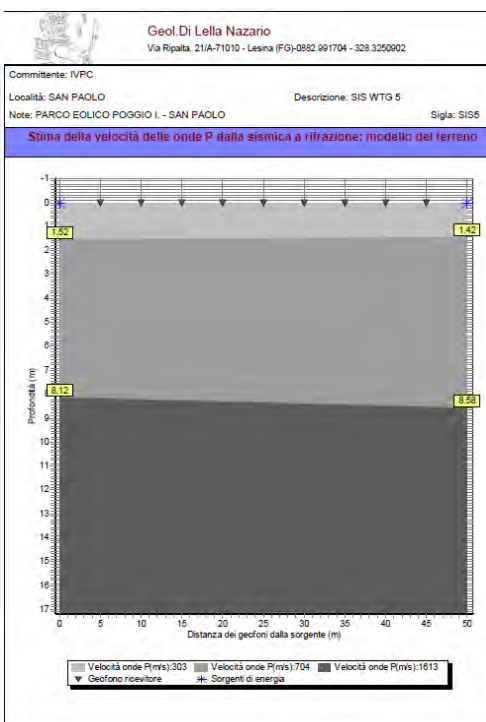 Geol.Di Lella Nazario
Via Ripalta, 21/A-71010 - Lesina (FG)-0882.991704 - 328.3250902
Committente: IVPC
Località: SAN PAOLO
Descrizione: SIS WTG 5
Note: PARCO EOLICO POGGIO I. - SAN PAOLO
Sigla: SIS5
Stima della velocità delle onde P dalla sismica a rifrazione: modello del terreno
-1
0
1
1.52
1.42
2
3
4
5
6
7
8.12
8.58
9
10
11
12
13
14
15
16
17
Profondità (m)
0 5 10 15 20 25 30 35 40 45 50
Distanza dei geofoni dalla sorgente (m)
Velocità onde P(m/s):303 Velocità onde P(m/s):704 Velocità onde P(m/s):1613
Geofono ricevitore Sorgenti di energia